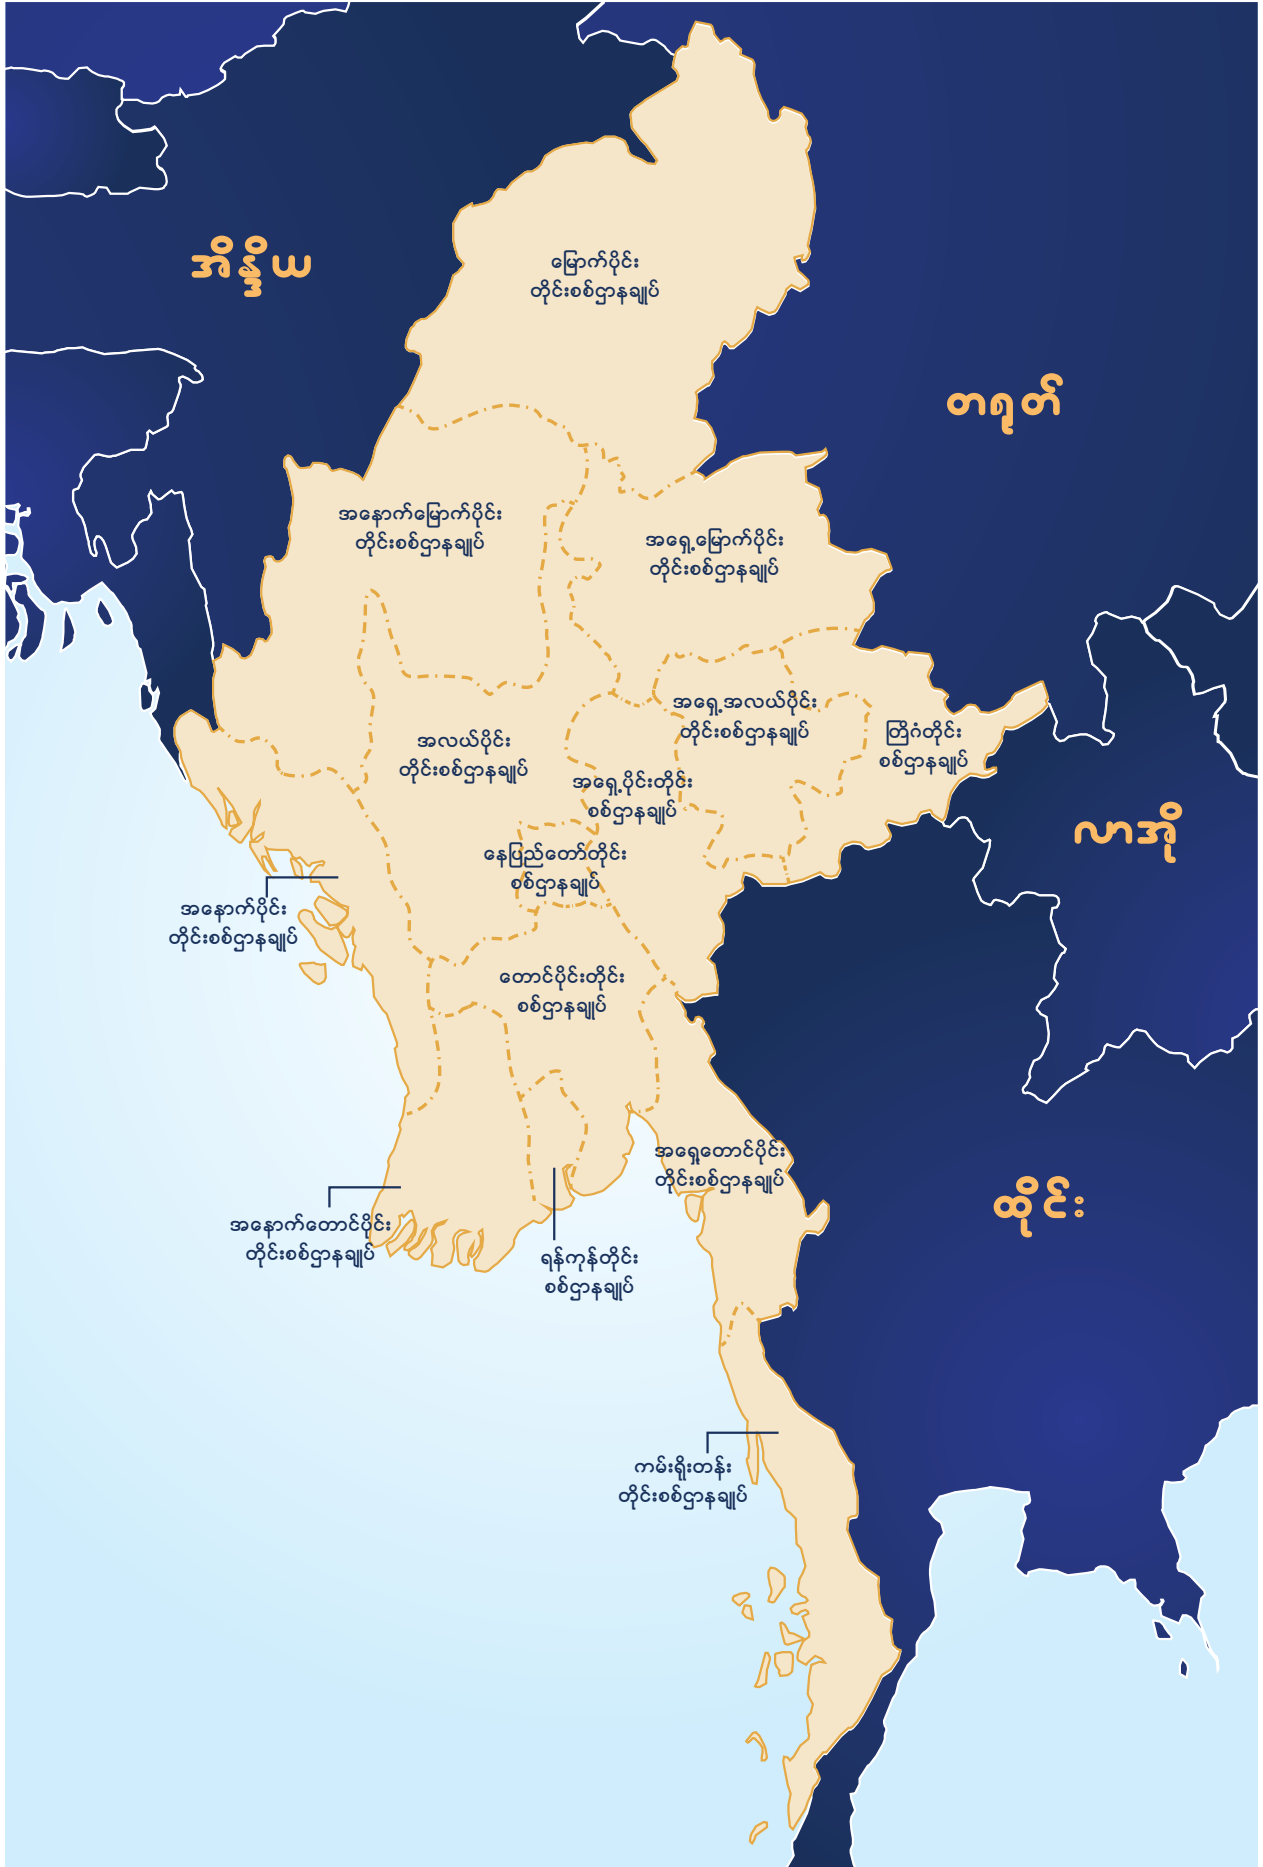 အိန္ဒိယ
မြောက်ပိုင်း
တိုင်းစစ်ဌာနချုပ်
တရုတ်
အနောက်မြောက်ပိုင်း
တိုင်းစစ်ဌာနချုပ်
အရှေ့မြောက်ပိုင်း
တိုင်းစစ်ဌာနချုပ်
အရှေ့အလယ်ပိုင်း
တိုင်းစစ်ဌာနချုပ်
တြိဂံတိုင်း
စစ်ဌာနချုပ်
အလယ်ပိုင်း
တိုင်းစစ်ဌာနချုပ်
အရှေ့ပိုင်းတိုင်း
စစ်ဌာနချုပ်
လာအို
နေပြည်တော်တိုင်း
စစ်ဌာနချုပ်
အနောက်ပိုင်း
တိုင်းစစ်ဌာနချုပ်
တောင်ပိုင်းတိုင်း
စစ်ဌာနချုပ်
အရှေ့တောင်ပိုင်း
တိုင်းစစ်ဌာနချုပ်
ထိုင်း
အနောက်တောင်ပိုင်း
တိုင်းစစ်ဌာနချုပ်
ရန်ကုန်တိုင်း
စစ်ဌာနချုပ်
ကမ်းရိုးတန်း
တိုင်းစစ်ဌာနချုပ်